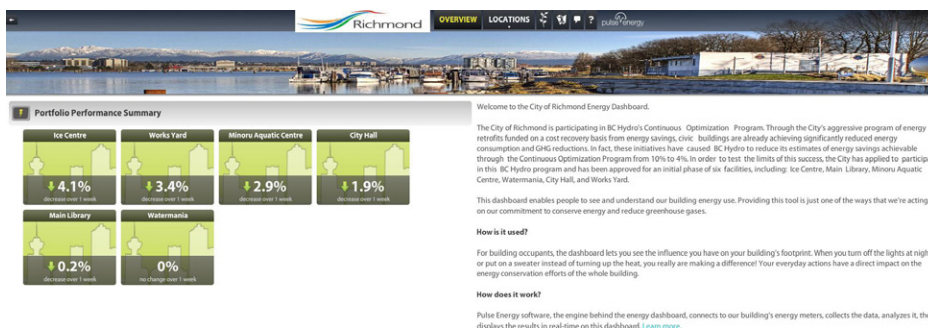 Richmond
OVERVIEW LOCATIONS ? pulse energy
Portfolio Performance Summary
Ice Centre
4.1%
decrease over 1 week
Works Yard
3.4%
decrease over 1 week
Minoru Aquatic Centre
2.9%
decrease over 1 week
City Hall
1.9%
decrease over 1 week
Main Library
0.2%
decrease over 1 week
Watermania
0%
no change over 1 week
Welcome to the City of Richmond Energy Dashboard.
The City of Richmond is participating in BC Hydro's Continuous Optimization Program. Through the City's aggressive program of energy
retrofits funded on a cost recovery basis from energy savings, civic buildings are already achieving significantly reduced energy
consumption and GHG reductions. In fact, these initiatives have caused BC Hydro to reduce its estimates of energy savings achievable
through the Continuous Optimization Program from 10% to 4%. In order to test the limits of this success, the City has applied to participa
in this BC Hydro program and has been approved for an initial phase of six facilities, including: Ice Centre, Main Library, Minoru Aquatic
Centre, Watermania, City Hall, and Works Yard.
This dashboard enables people to see and understand our building energy use. Providing this tool is just one of the ways that we're acting
on our commitment to conserve energy and reduce greenhouse gases.
How is it used?
For building occupants, the dashboard lets you see the influence you have on your building's footprint. When you turn off the lights at nigh
or put on a sweater instead of turning up the heat, you really are making a difference! Your everyday actions have a direct impact on the
energy conservation efforts of the whole building.
How does it work?
Pulse Energy software, the engine behind the energy dashboard, connects to our building's energy meters, collects the data, analyzes it, the
displays the results in real-time on this dashboard. Learn more.